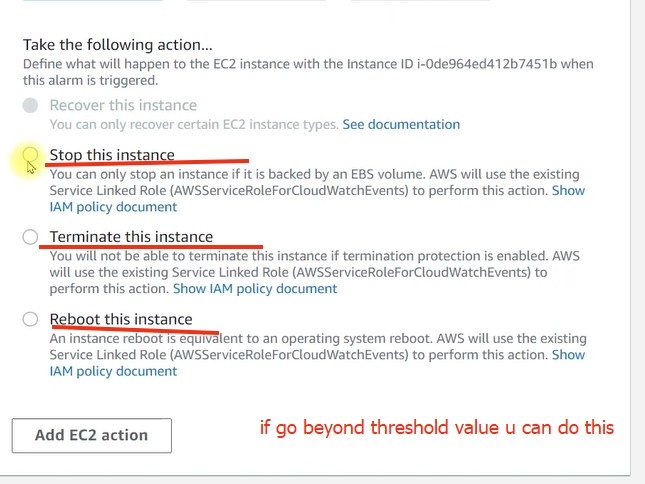 Take the following action...
Define what will happen to the EC2 instance with the Instance ID i-0de964ed412b7451b when
this alarm is triggered.
Recover this instance
You can only recover certain EC2 instance types. See documentation
Stop this instance
You can only stop an instance if it is backed by an EBS volume. AWS will use the existing
Service Linked Role (AWSServiceRoleForCloudWatchEvents) to perform this action. Show
IAM policy document
Terminate this instance
You will not be able to terminate this instance if termination protection is enabled. AWS
will use the existing Service Linked Role (AWSServiceRoleForCloudWatchEvents) to
perform this action. Show IAM policy document
Reboot this instance
An instance reboot is equivalent to an operating system reboot. AWS will use the existing
Service Linked Role (AWSServiceRoleForCloudWatchEvents) to perform this action. Show
IAM policy document
Add EC2 action
if go beyond threshold value u can do this